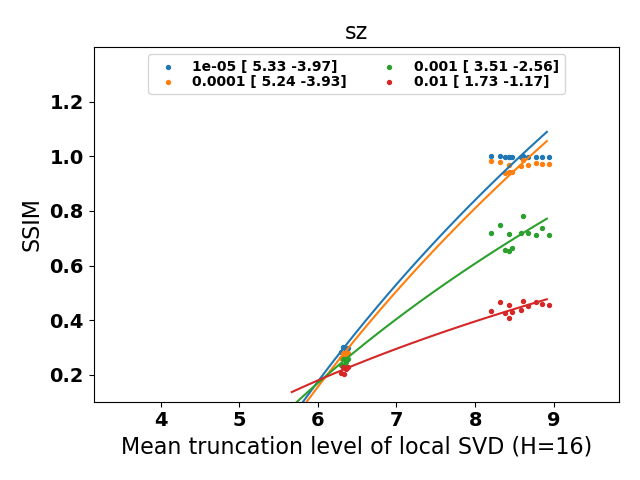 sz
1e-05 [ 5.33 -3.97]
0.0001 [ 5.24 -3.93]
0.001 [ 3.51 -2.56]
0.01 [ 1.73 -1.17]
SSIM
1.2
1.0
0.8
0.6
0.4
0.2
4 5 6 7 8 9
Mean truncation level of local SVD (H=16)